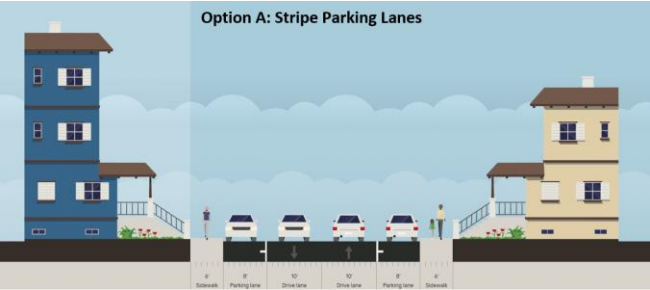 Option A: Stripe Parking Lanes
6' 8' 10' 10' 8' 6'
Sidewalk Parking lane Drive lane Drive lane Parking lane Sidewalk